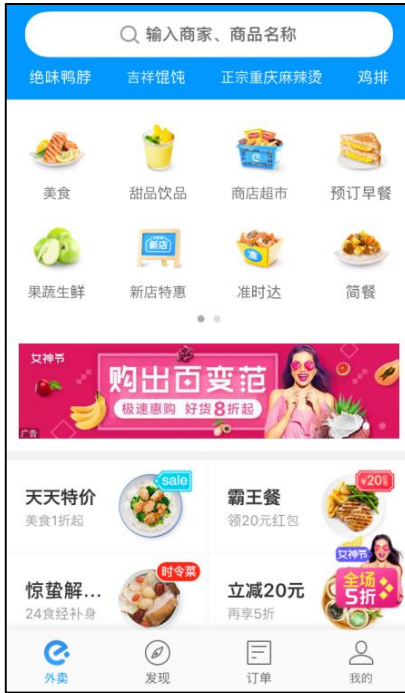 输入商家、商品名称
绝味鸭脖 吉祥馄饨 正宗重庆麻辣烫 鸡排
美食 甜品饮品 商店超市 预订早餐
新店
准
果蔬生鲜 新店特惠 准时达 简餐
女神节
购出百变范
极速惠购 好货8折起
广告
天天特价
美食1折起
sale
霸王餐
领20元红包
¥20
惊蛰解...
24食经补身
时令菜
立减20元
再享5折
女神节
全场
5折
外卖 发现 订单 我的